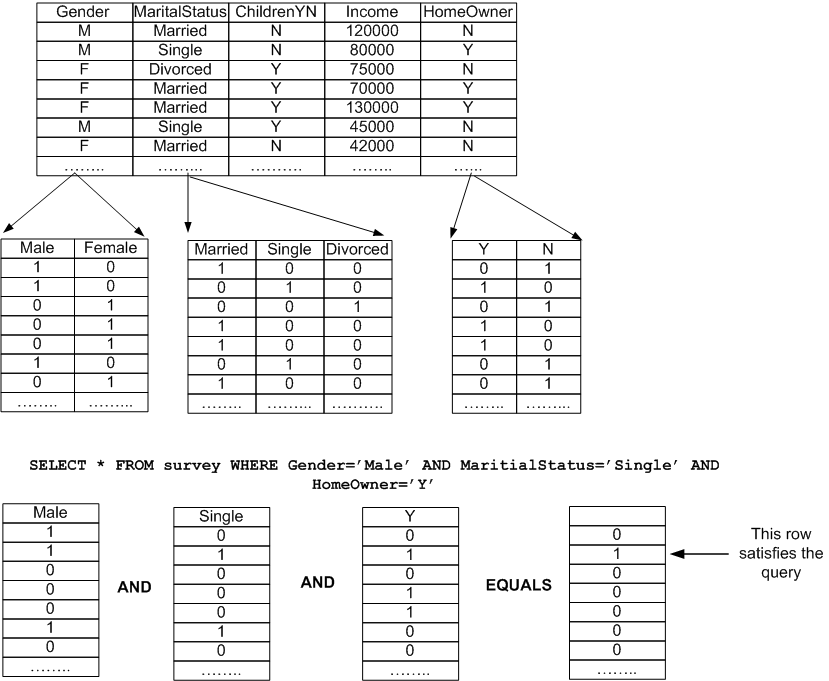 Gender MaritalStatus ChildrenYN Income HomeOwner
M Married N 120000 N
M Single N 80000 Y
F Divorced Y 75000 N
F Married Y 70000 Y
F Married Y 130000 Y
M Single Y 45000 N
F Married N 42000 N
........ ......... .......... ........ ......
Male Female
1 0
1 0
0 1
0 1
0 1
1 0
0 1
........ .........
Married Single Divorced
1 0 0
0 1 0
0 0 1
1 0 0
1 0 0
0 1 0
1 0 0
......... ........ ..........
Y N
0 1
1 0
0 1
1 0
1 0
0 1
0 1
........ .........
SELECT * FROM survey WHERE Gender=’Male’ AND MaritialStatus=’Single’ AND
HomeOwner=’Y’
Male
1
1
0
0
0
1
0
........
AND
Single
0
1
0
0
0
1
0
........
AND
Y
0
1
0
1
1
0
0
........
EQUALS
0
1
0
0
0
0
0
........
This row
satisfies the
query